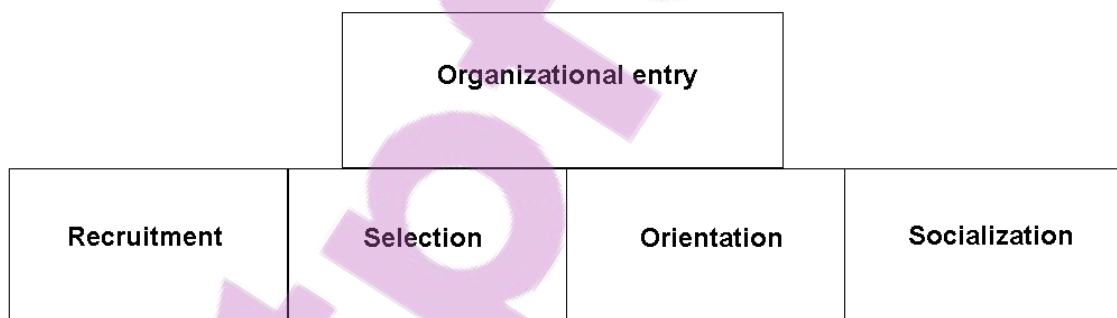 Organizational entry
Recruitment
Selection
Orientation
Socialization